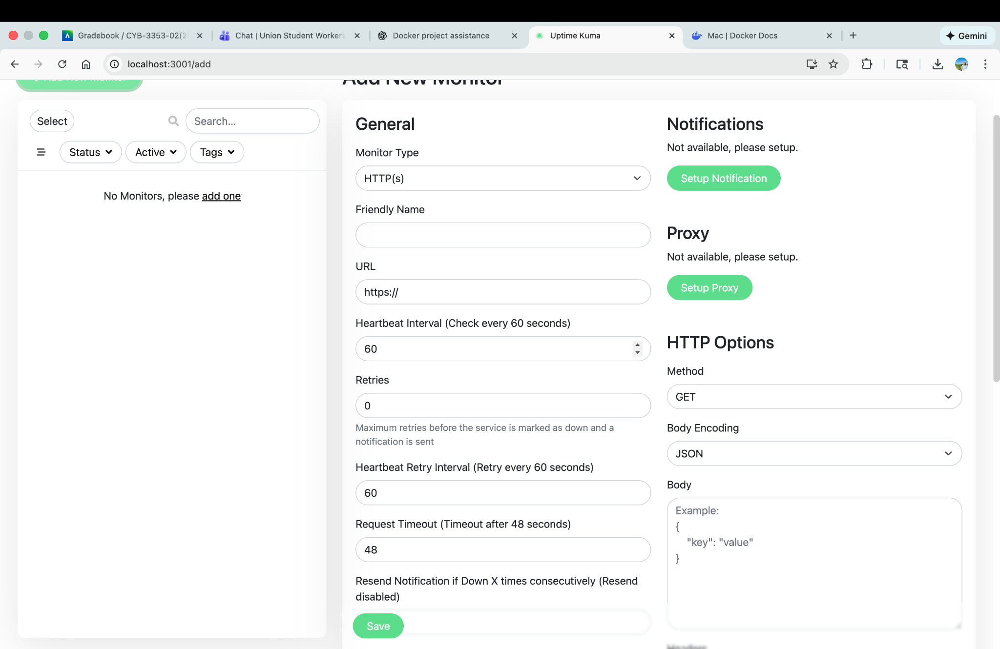 Gradebook / CYB-3353-02(2
Chat | Union Student Workers
Docker project assistance
Uptime Kuma
Mac | Docker Docs
Gemini
localhost:3001/add
Add New Monitor
Select
Search...
Status
Active
Tags
No Monitors, please add one
General
Monitor Type
HTTP(s)
Friendly Name
URL
https://
Heartbeat Interval (Check every 60 seconds)
60
Retries
0
Maximum retries before the service is marked as down and a
notification is sent
Heartbeat Retry Interval (Retry every 60 seconds)
60
Request Timeout (Timeout after 48 seconds)
48
Resend Notification if Down X times consecutively (Resend
disabled)
Save
Notifications
Not available, please setup.
Setup Notification
Proxy
Not available, please setup.
Setup Proxy
HTTP Options
Method
GET
Body Encoding
JSON
Body
Example:
{
"key": "value"
}